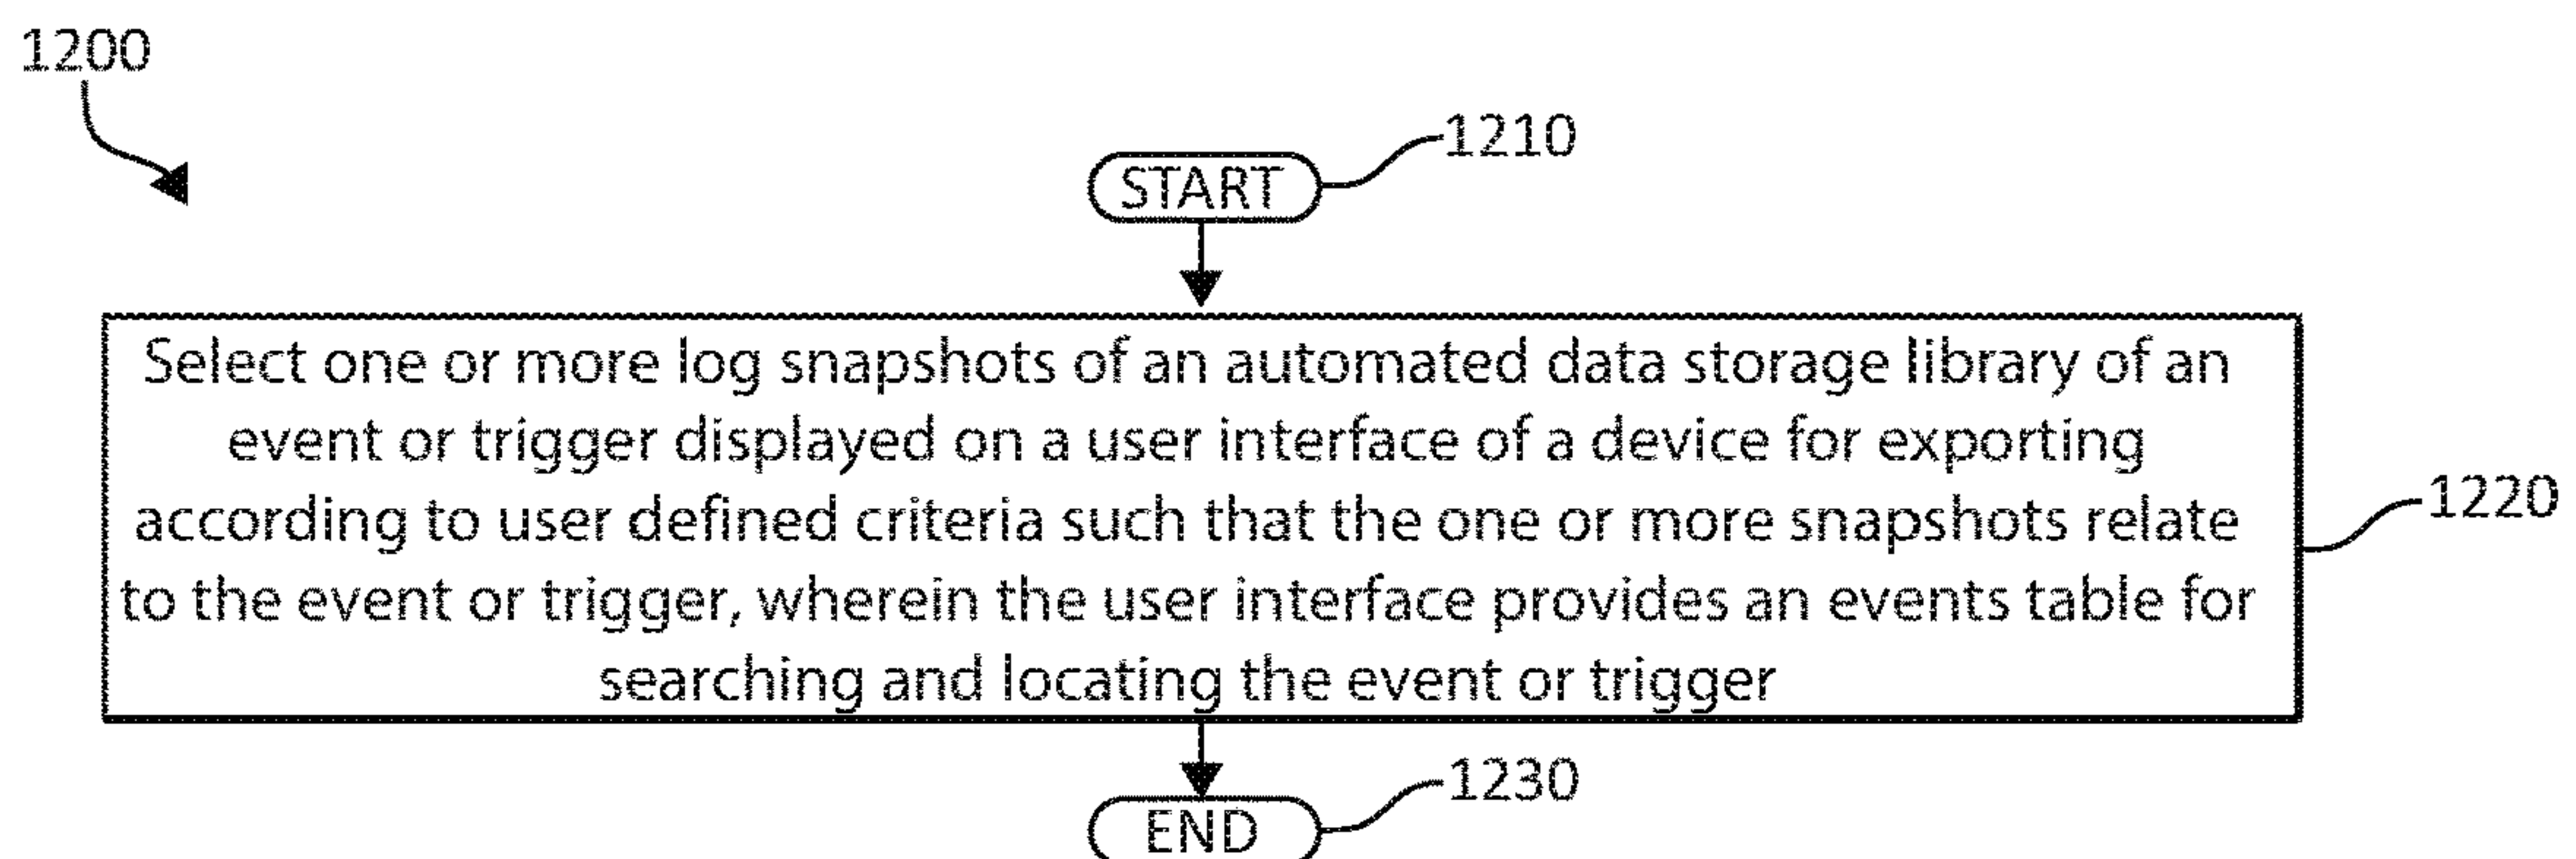 1200
1210
START
Select one or more log snapshots of an automated data storage library of an
event or trigger displayed on a user interface of a device for exporting
according to user defined criteria such that the one or more snapshots relate
to the event or trigger, wherein the user interface provides an events table for
searching and locating the event or trigger
1220
1230
END